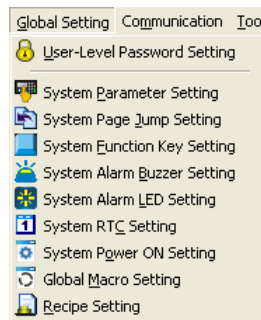 Global Setting Communication
User-Level Password Setting
System Parameter Setting
System Page Jump Setting
System Function Key Setting
System Alarm Buzzer Setting
System Alarm LED Setting
1 System RTC Setting
System Power ON Setting
Global Macro Setting
Recipe Setting